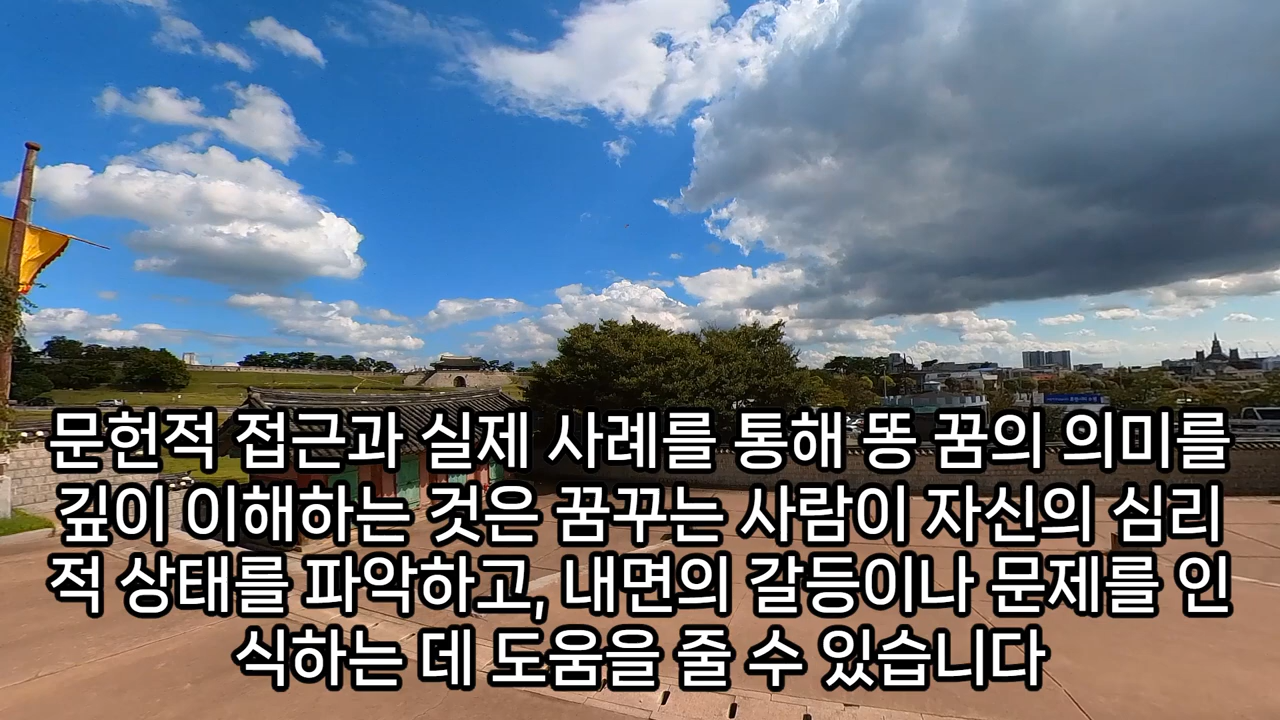 문헌적 접근과 실제 사례를 통해 똥 꿈의 의미를
깊이 이해하는 것은 꿈꾸는 사람이 자신의 심리
적 상태를 파악하고, 내면의 갈등이나 문제를 인
식하는 데 도움을 줄 수 있습니다